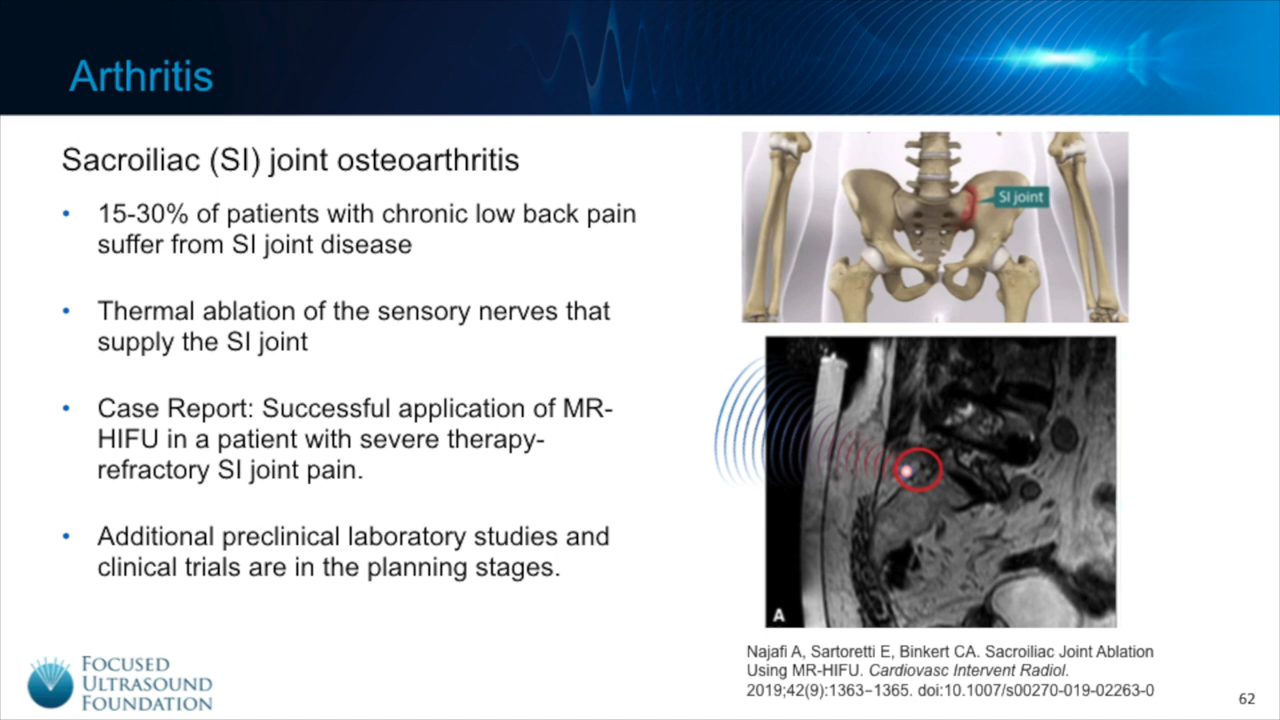 Arthritis
Sacroiliac (SI) joint osteoarthritis
• 15-30% of patients with chronic low back pain
suffer from SI joint disease
• Thermal ablation of the sensory nerves that
supply the SI joint
• Case Report: Successful application of MR-
HIFU in a patient with severe therapy-
refractory SI joint pain.
• Additional preclinical laboratory studies and
clinical trials are in the planning stages.
SI joint
A
Najafi A, Sartoretti E, Binkert CA. Sacroiliac Joint Ablation
Using MR-HIFU. Cardiovasc Intervent Radiol.
2019;42(9):1363–1365. doi:10.1007/s00270-019-02263-0
FOCUSED
ULTRASOUND
FOUNDATION
62